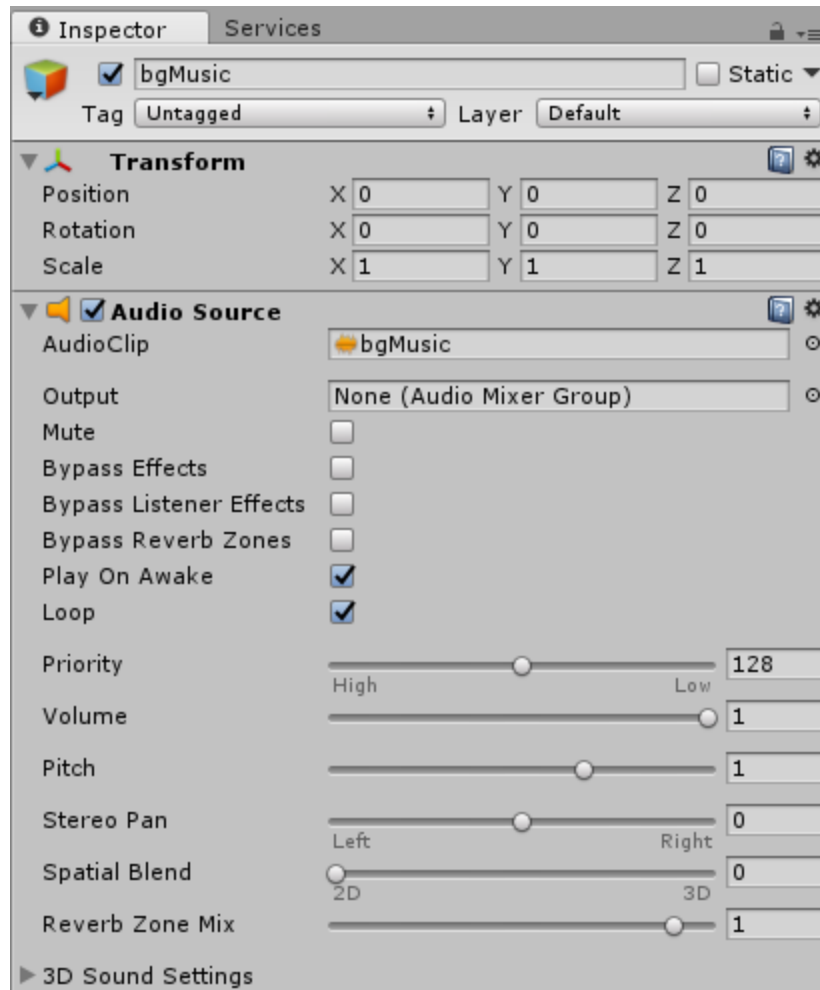 Inspector Services
bgMusic Static
Tag Untagged Layer Default
Transform
Position X 0 Y 0 Z 0
Rotation X 0 Y 0 Z 0
Scale X 1 Y 1 Z 1
Audio Source
AudioClip bgMusic
Output None (Audio Mixer Group)
Mute
Bypass Effects
Bypass Listener Effects
Bypass Reverb Zones
Play On Awake
Loop
Priority 128
High Low
Volume 1
Pitch 1
Stereo Pan 0
Left Right
Spatial Blend 0
2D 3D
Reverb Zone Mix 1
3D Sound Settings